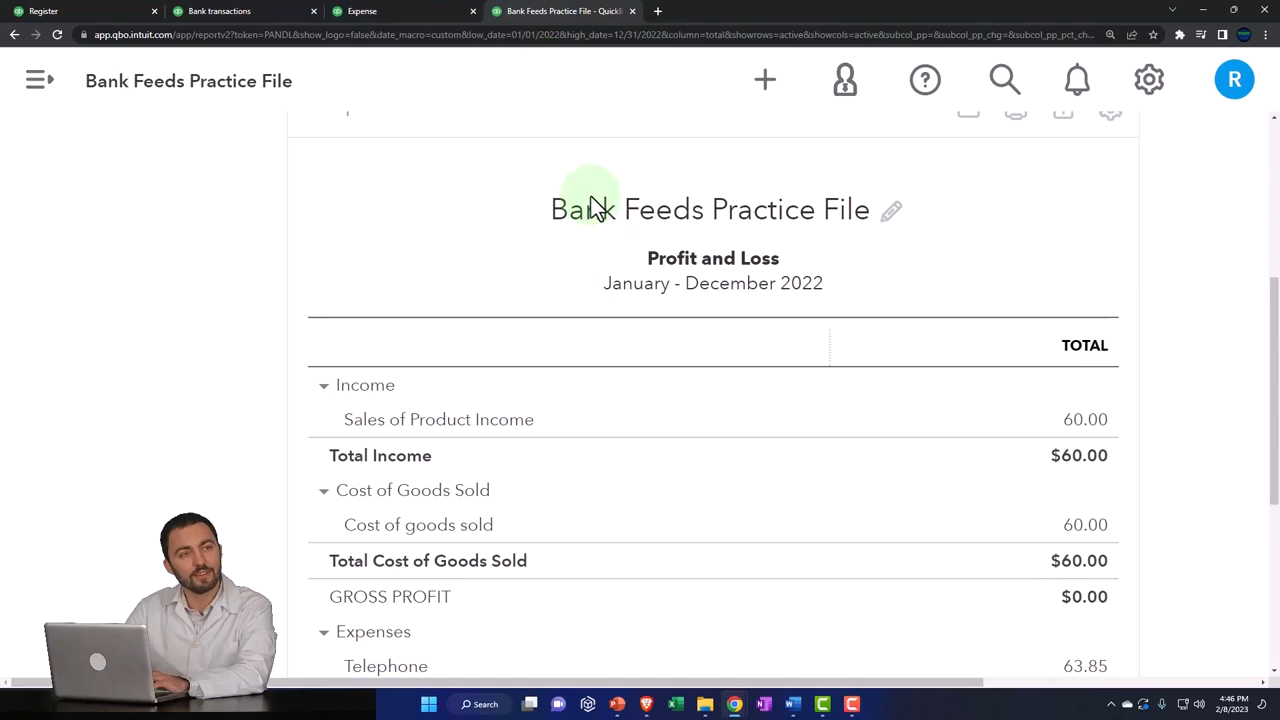 Register
Bank transactions
Expense
Bank Feeds Practice File - Quickl
app.qbo.intuit.com/app/reportv2?token=PANDL&show_logo=false&date_macro=custom&low_date=01/01/2022&high_date=12/31/2022&column=total&showrows=active&showcols=active&subcol_pp=&subcol_pp_chg=&subcol_pp_pct_ch...
Bank Feeds Practice File
R
Bank Feeds Practice File
Profit and Loss
January - December 2022
TOTAL
Income
Sales of Product Income 60.00
Total Income $60.00
Cost of Goods Sold
Cost of goods sold 60.00
Total Cost of Goods Sold $60.00
GROSS PROFIT $0.00
Expenses
Telephone 63.85
Search
4:46 PM
2/8/2023